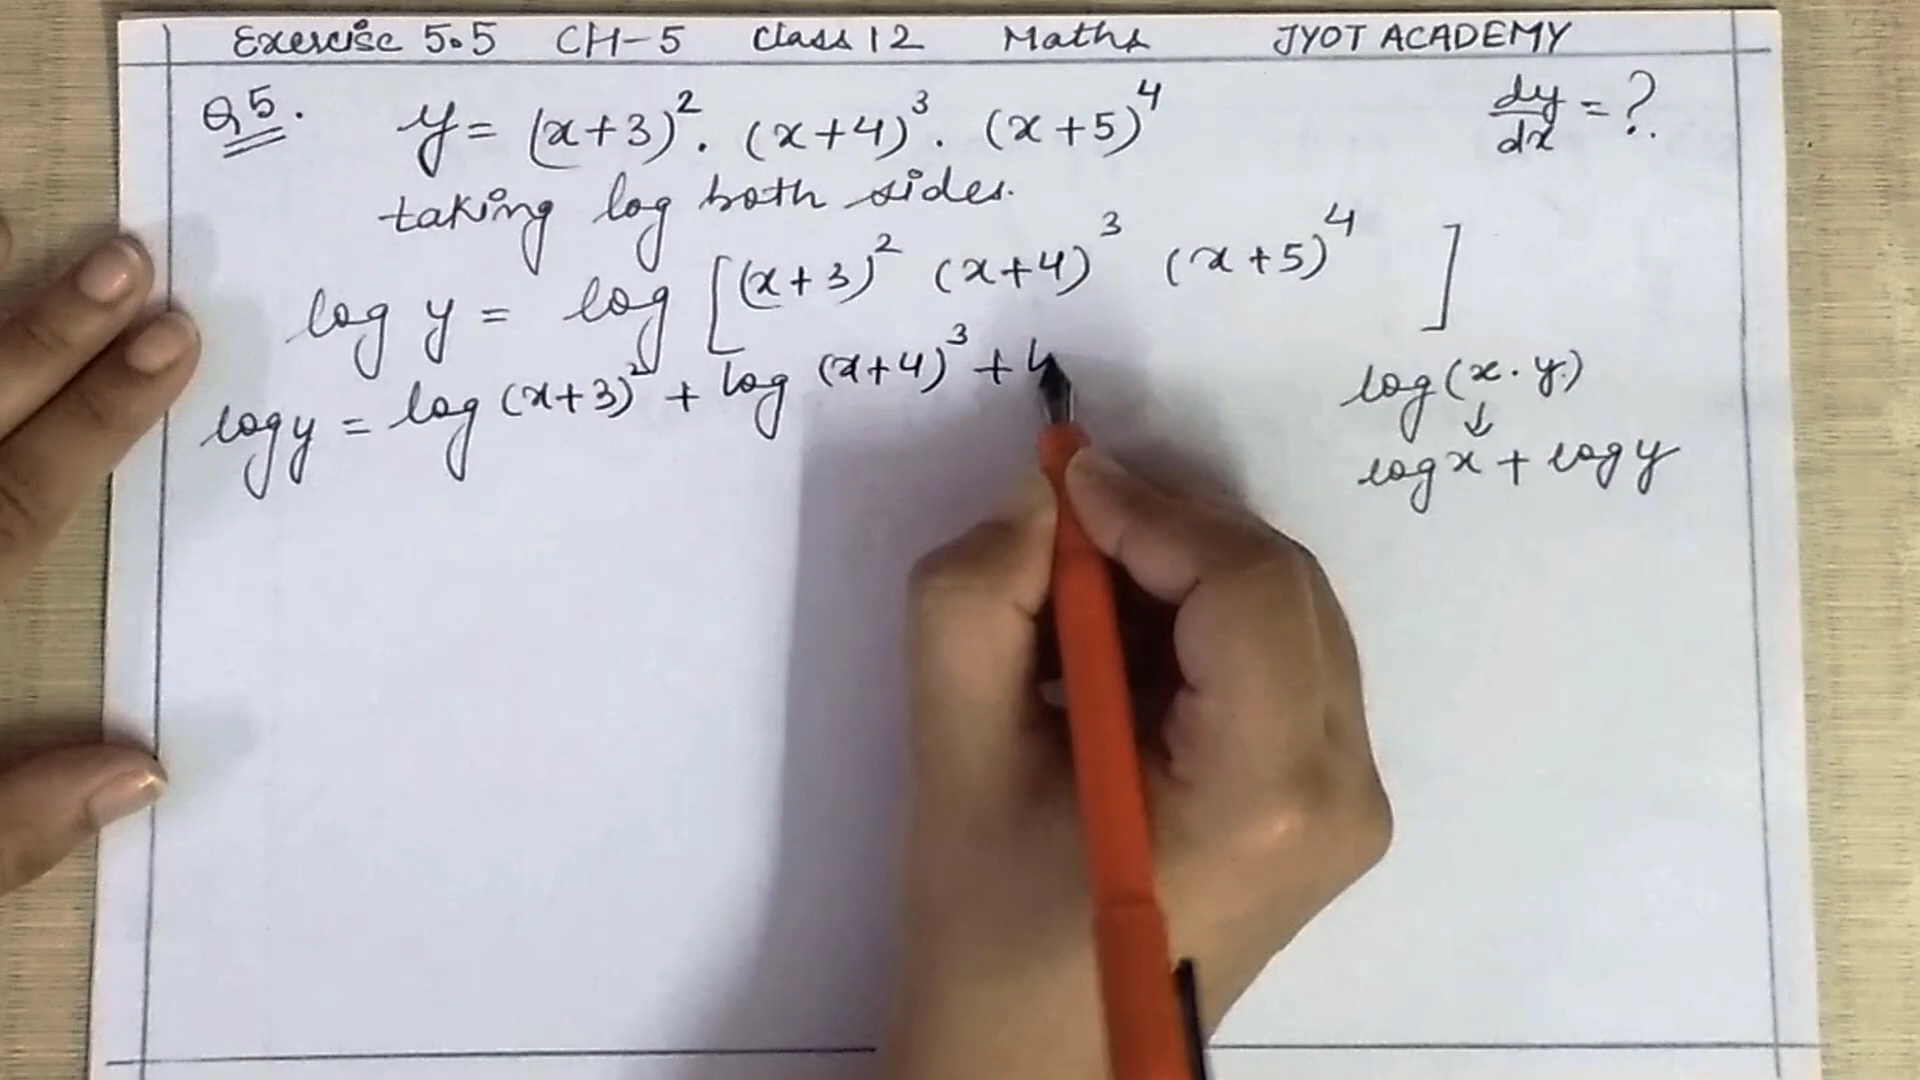 Exercise 5.5 CH-5 Class 12 Maths JYOT ACADEMY
Q5. y = (x+3)². (x+4)³. (x+5)⁴ dy/dx = ?
taking log both sides.
log y = log [(x+3)² (x+4)³ (x+5)⁴]
log y = log (x+3)² + log (x+4)³ +
log (x.y)
↓
log x + log y